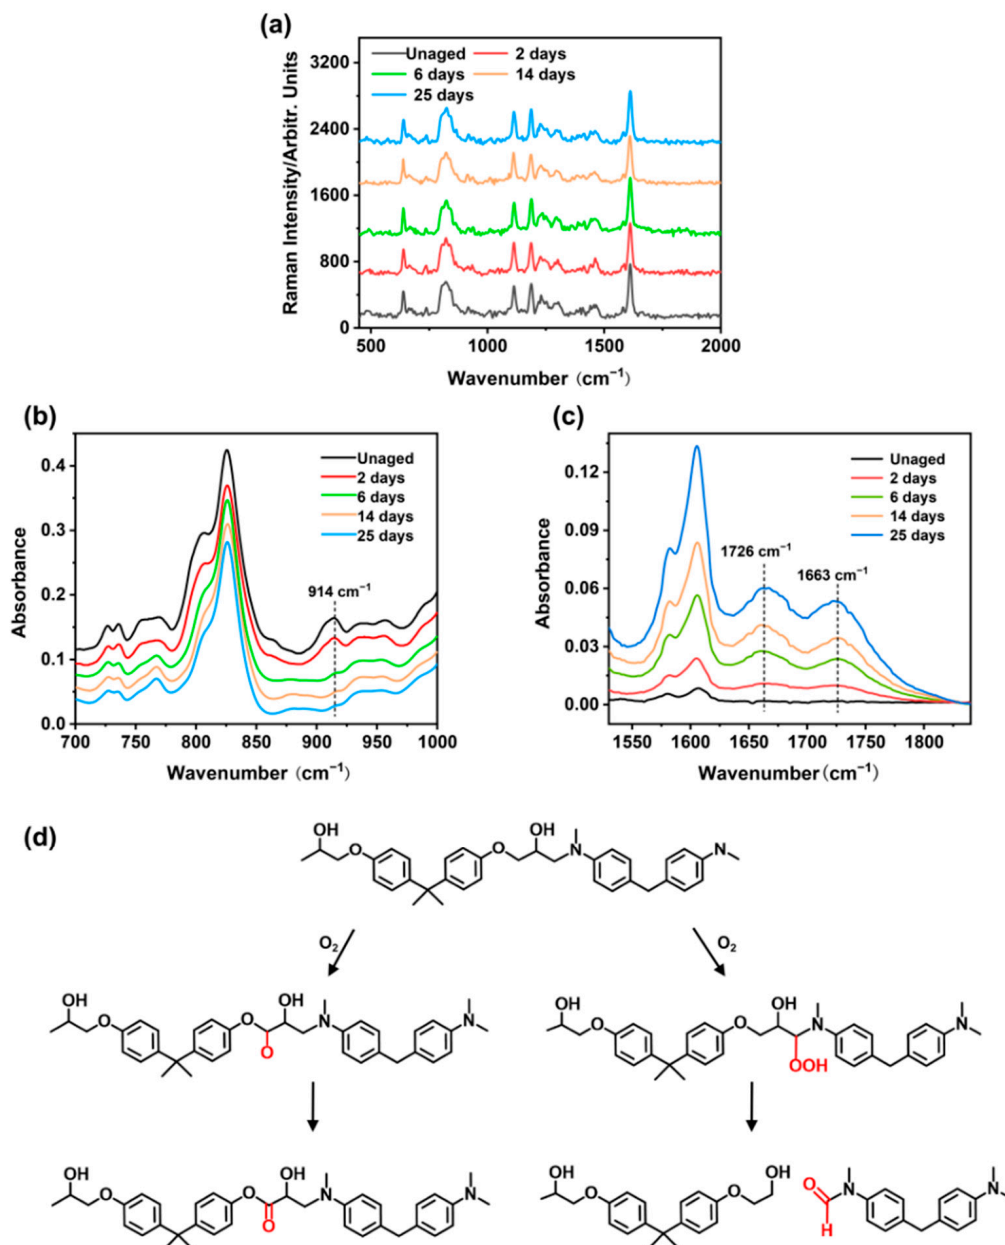 (a)
Unaged 2 days
6 days 14 days
25 days
3200
2400
1600
800
0
Raman Intensity/Arbitr. Units
500 1000 1500 2000
Wavenumber (cm−1)
(b)
Unaged
2 days
6 days
14 days
25 days
914 cm−1
0.4
0.3
0.2
0.1
0.0
Absorbance
700 750 800 850 900 950 1000
Wavenumber (cm−1)
(c)
Unaged
2 days
6 days
14 days
25 days
1726 cm−1
1663 cm−1
0.12
0.09
0.06
0.03
0.00
Absorbance
1550 1600 1650 1700 1750 1800
Wavenumber (cm−1)
(d)
OH O O OH N N
O2 O2
OH O O OH N N
O
OH O O OH N N
OOH
OH O O OH N N
O
OH O O OH
O N N
H